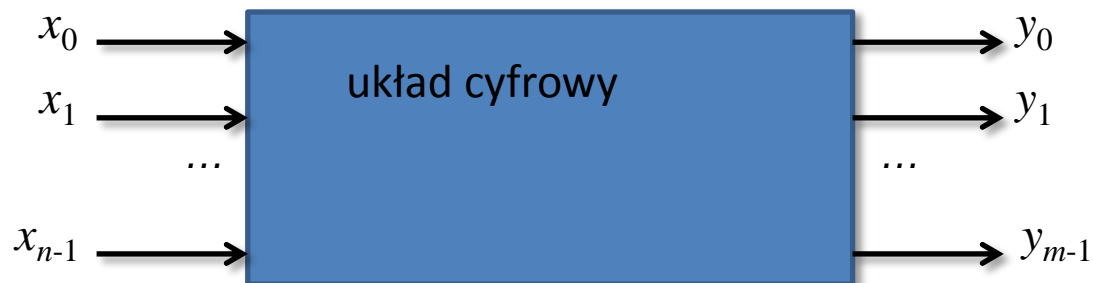 x0 y0
układ cyfrowy
x1 y1
... ...
xn-1 ym-1